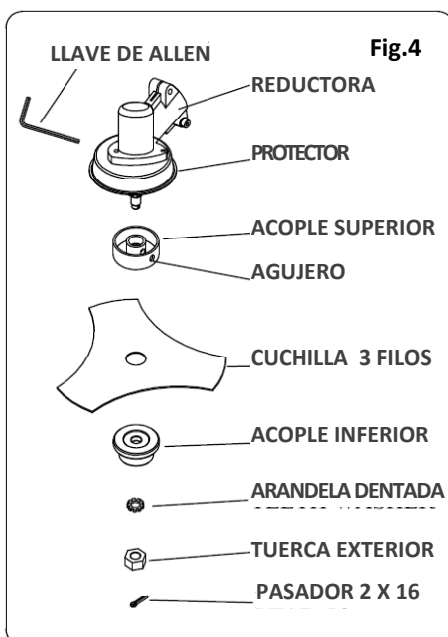 LLAVE DE ALLEN
Fig.4
REDUCTORA
PROTECTOR
ACOPLE SUPERIOR
AGUJERO
CUCHILLA 3 FILOS
ACOPLE INFERIOR
ARANDELA DENTADA
TUERCA EXTERIOR
PASADOR 2 X 16